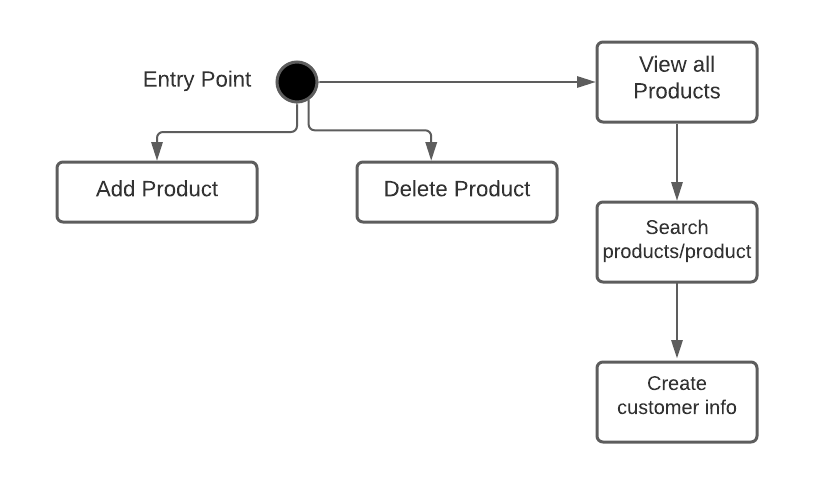 Entry Point
View all
Products
Add Product
Delete Product
Search
products/product
Create
customer info